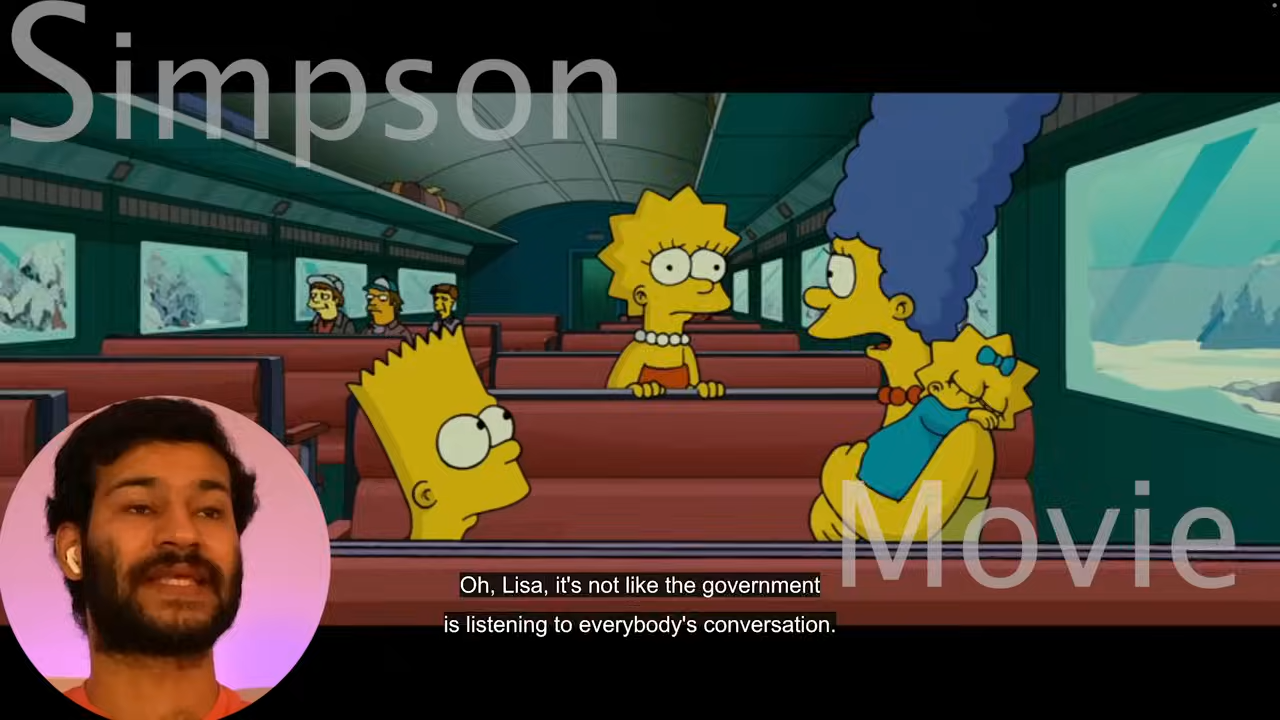 Simpson
Movie
Oh, Lisa, it's not like the government
is listening to everybody's conversation.